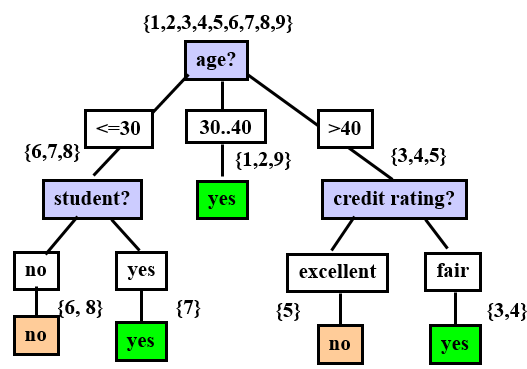 {1,2,3,4,5,6,7,8,9}
age?
<=30
30..40
>40
{6,7,8}
{1,2,9}
{3,4,5}
student?
yes
credit rating?
no
yes
excellent
fair
{6, 8}
{7}
{5}
{3,4}
no
yes
no
yes